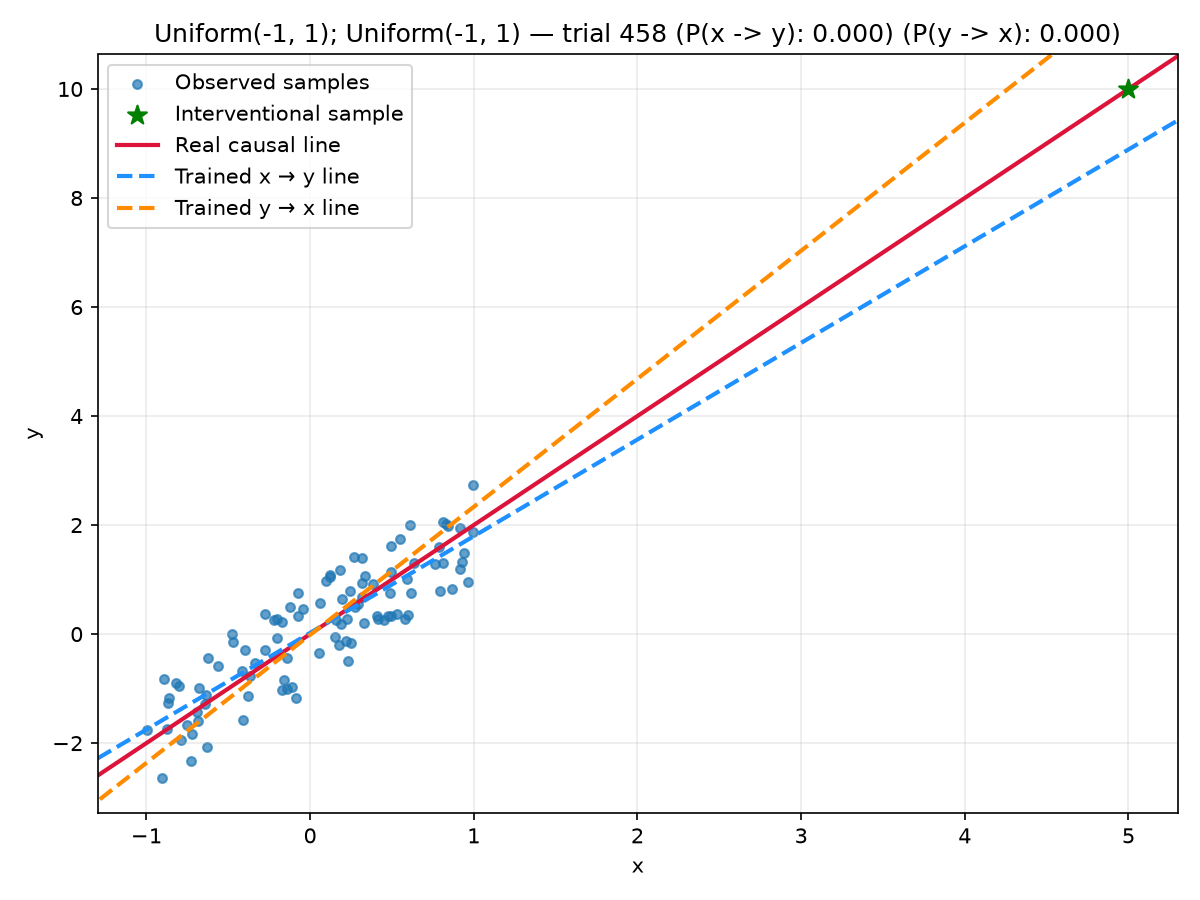 Uniform(-1, 1); Uniform(-1, 1) — trial 458 (P(x -> y): 0.000) (P(y -> x): 0.000)
Observed samples
Interventional sample
Real causal line
Trained x → y line
Trained y → x line
10
8
6
4
2
0
−2
y
−1
0
1
2
3
4
5
x